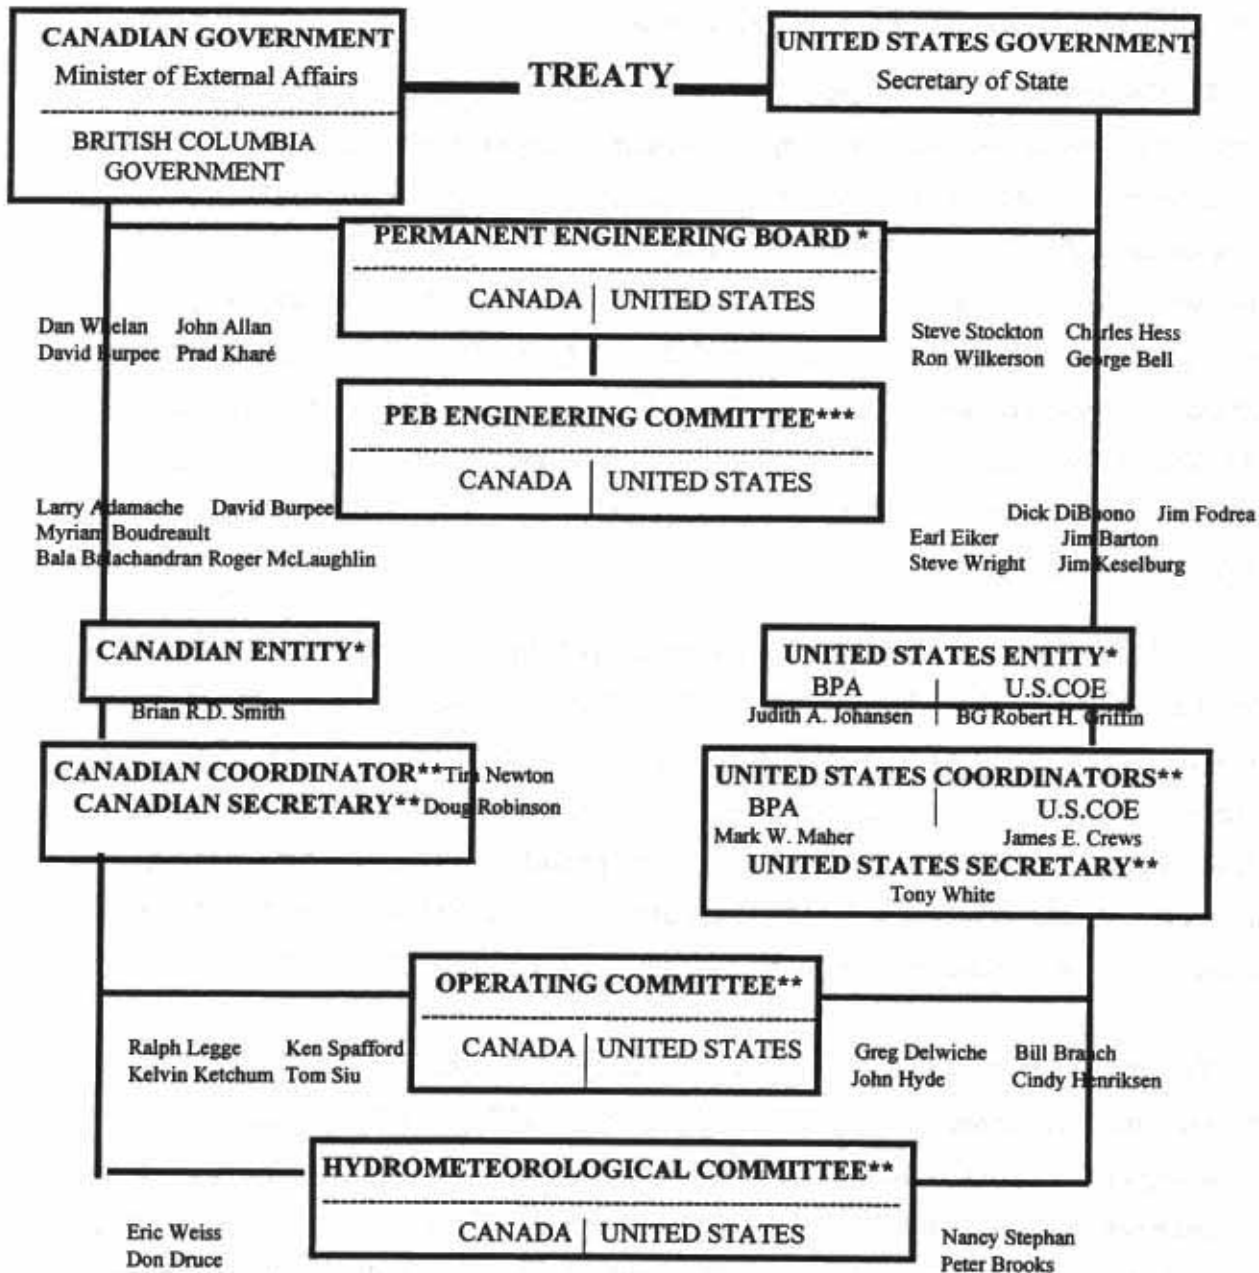 CANADIAN GOVERNMENT
Minister of External Affairs
BRITISH COLUMBIA
GOVERNMENT
TREATY
UNITED STATES GOVERNMENT
Secretary of State
PERMANENT ENGINEERING BOARD *
CANADA UNITED STATES
Dan Whelan John Allan
David Burpee Prad Kharé
Steve Stockton Charles Hess
Ron Wilkerson George Bell
PEB ENGINEERING COMMITTEE***
CANADA UNITED STATES
Larry Adamache David Burpee
Myriam Boudreault
Bala Balachandran Roger McLaughlin
Dick DiBuono Jim Fodrea
Earl Eiker Jim Barton
Steve Wright Jim Keselburg
CANADIAN ENTITY*
Brian R.D. Smith
UNITED STATES ENTITY*
BPA U.S.COE
Judith A. Johansen BG Robert H. Griffin
CANADIAN COORDINATOR**Tim Newton
CANADIAN SECRETARY**Doug Robinson
UNITED STATES COORDINATORS**
BPA U.S.COE
Mark W. Maher James E. Crews
UNITED STATES SECRETARY**
Tony White
OPERATING COMMITTEE**
CANADA UNITED STATES
Ralph Legge Ken Spafford
Kelvin Ketchum Tom Siu
Greg Delwiche Bill Branch
John Hyde Cindy Henriksen
HYDROMETEOROLOGICAL COMMITTEE**
CANADA UNITED STATES
Eric Weiss
Don Druce
Nancy Stephan
Peter Brooks